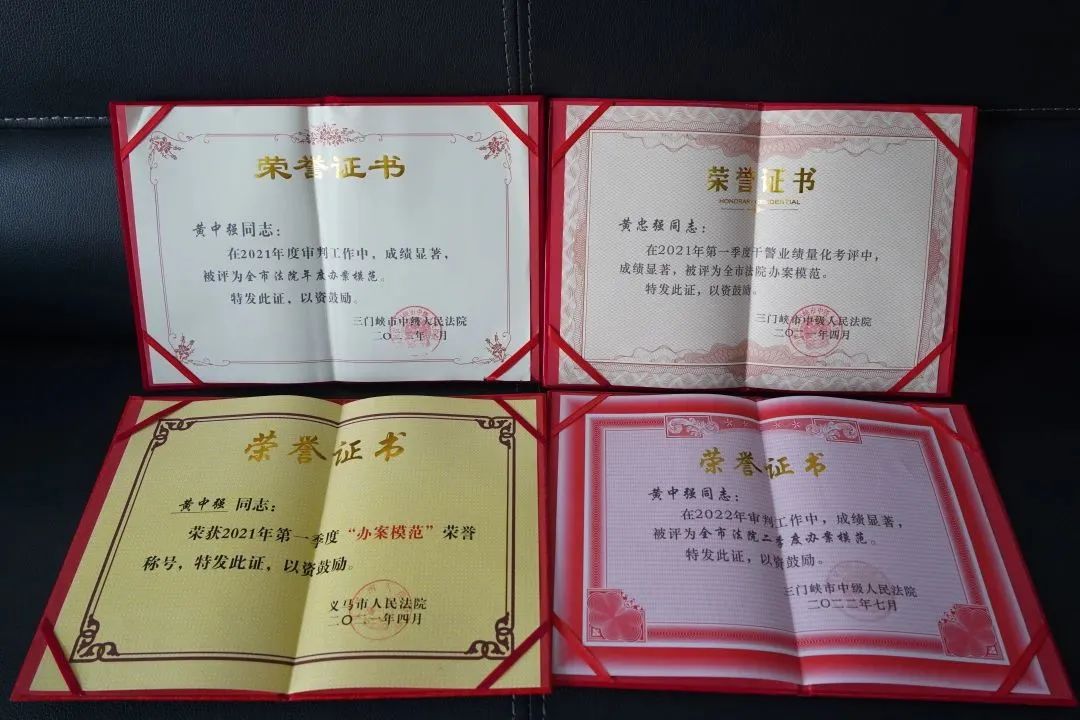 荣誉证书
黄中强同志：
在2021年度审判工作中，成绩显著，
被评为全市法院年度办案模范。
特发此证，以资鼓励。
三门峡市中级人民法院
二〇二二年 月
荣誉证书
HONORARY CREDENTIAL
黄忠强同志：
在2021年第一季度干警业绩量化考评中，
成绩显著，被评为全市法院办案模范。
特发此证，以资鼓励。
三门峡市中级人民法院
二〇二一年四月
荣誉证书
黄中强 同志：
荣获2021年第一季度“办案模范”荣誉
称号，特发此证，以资鼓励。
义马市人民法院
二〇二一年四月
荣誉证书
黄中强同志：
在2022年审判工作中，成绩显著，
被评为全市法院二季度办案模范。
特发此证，以资鼓励。
三门峡市中级人民法院
二〇二二年七月